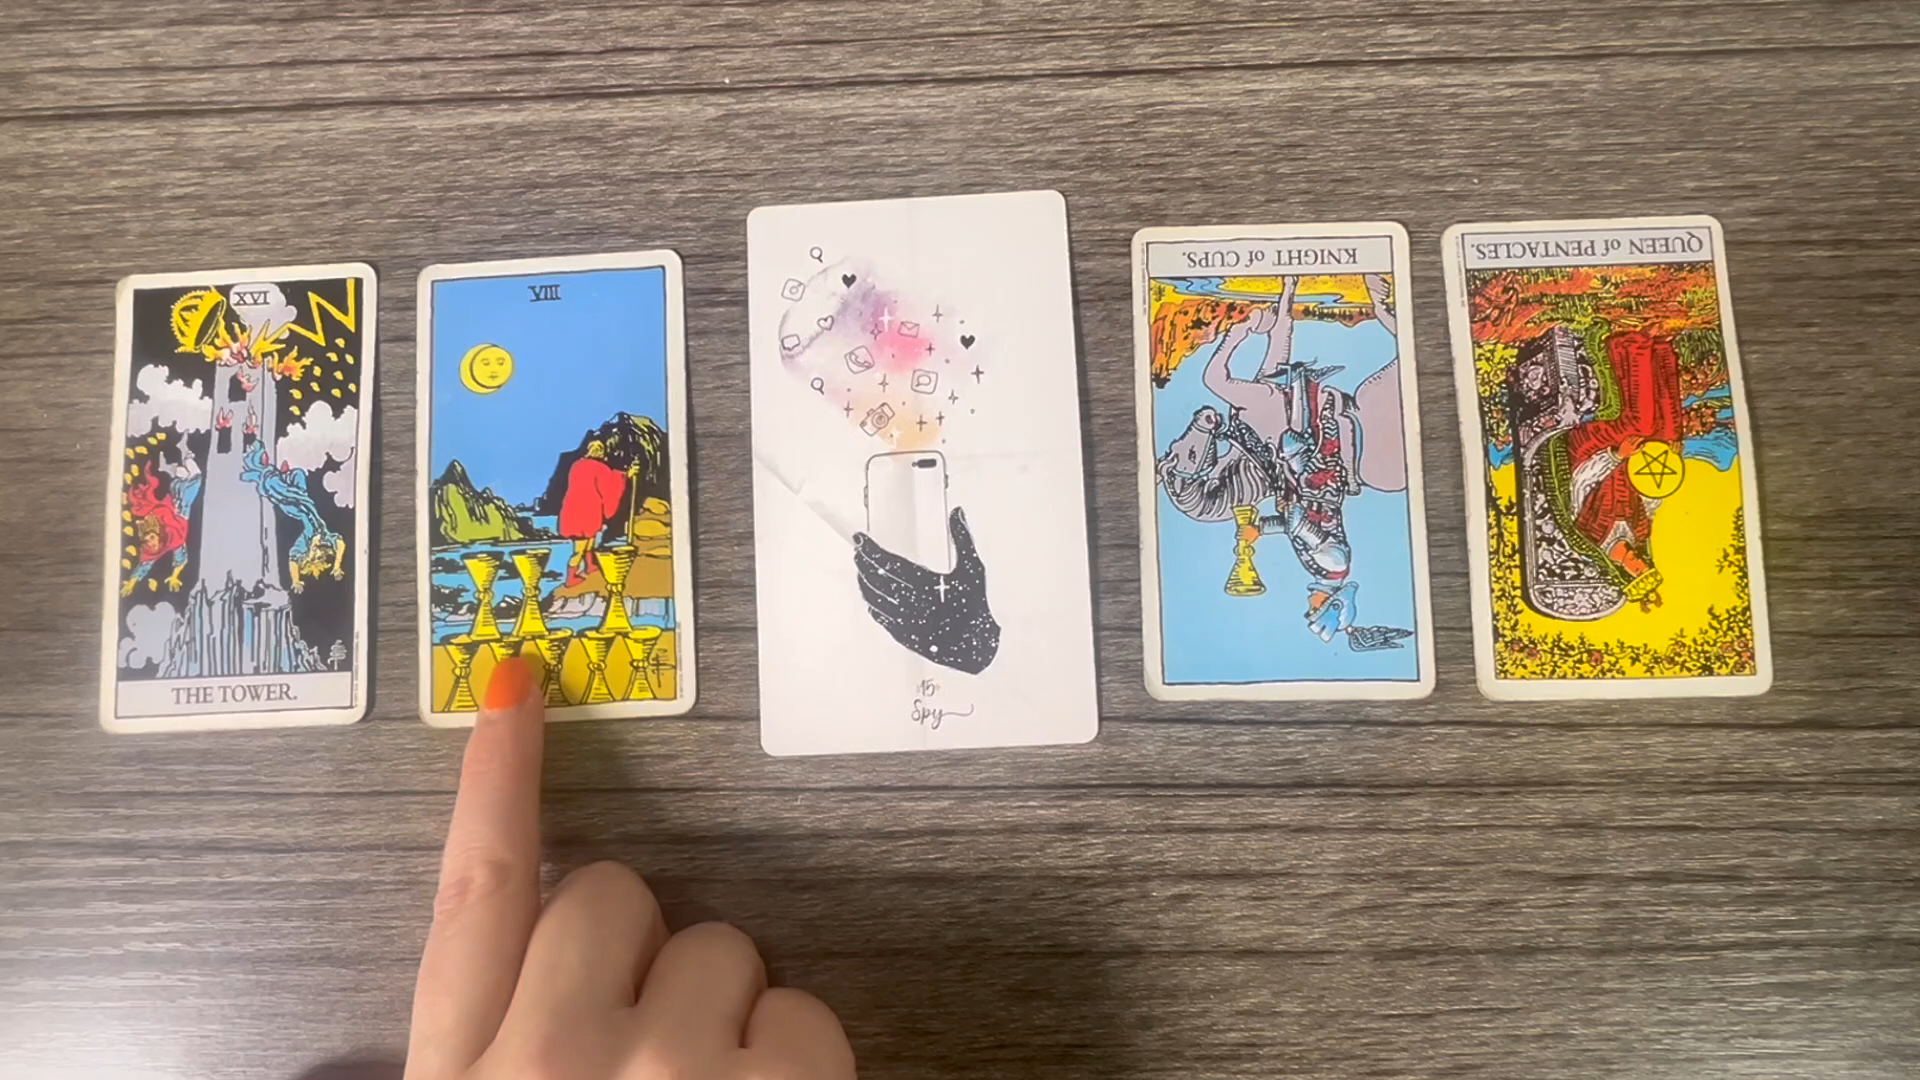 XVI
THE TOWER.
VIII
15
Spy
KNIGHT of CUPS.
QUEEN of PENTACLES.